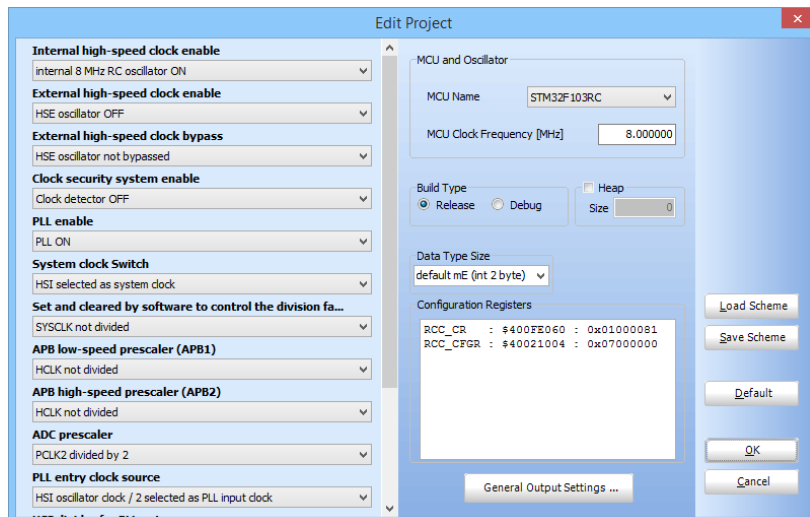 Edit Project
Internal high-speed clock enable
internal 8 MHz RC oscillator ON
External high-speed clock enable
HSE oscillator OFF
External high-speed clock bypass
HSE oscillator not bypassed
Clock security system enable
Clock detector OFF
PLL enable
PLL ON
System clock Switch
HSI selected as system clock
Set and cleared by software to control the division fa...
SYSCLK not divided
APB low-speed prescaler (APB1)
HCLK not divided
APB high-speed prescaler (APB2)
HCLK not divided
ADC prescaler
PCLK2 divided by 2
PLL entry clock source
HSI oscillator clock / 2 selected as PLL input clock
MCU and Oscillator
MCU Name STM32F103RC
MCU Clock Frequency [MHz] 8.000000
Build Type
Release Debug
Heap
Size 0
Data Type Size
default mE (int 2 byte)
Configuration Registers
RCC_CR : $400FE060 : 0x01000081
RCC_CFGR : $40021004 : 0x07000000
General Output Settings ...
Load Scheme
Save Scheme
Default
OK
Cancel